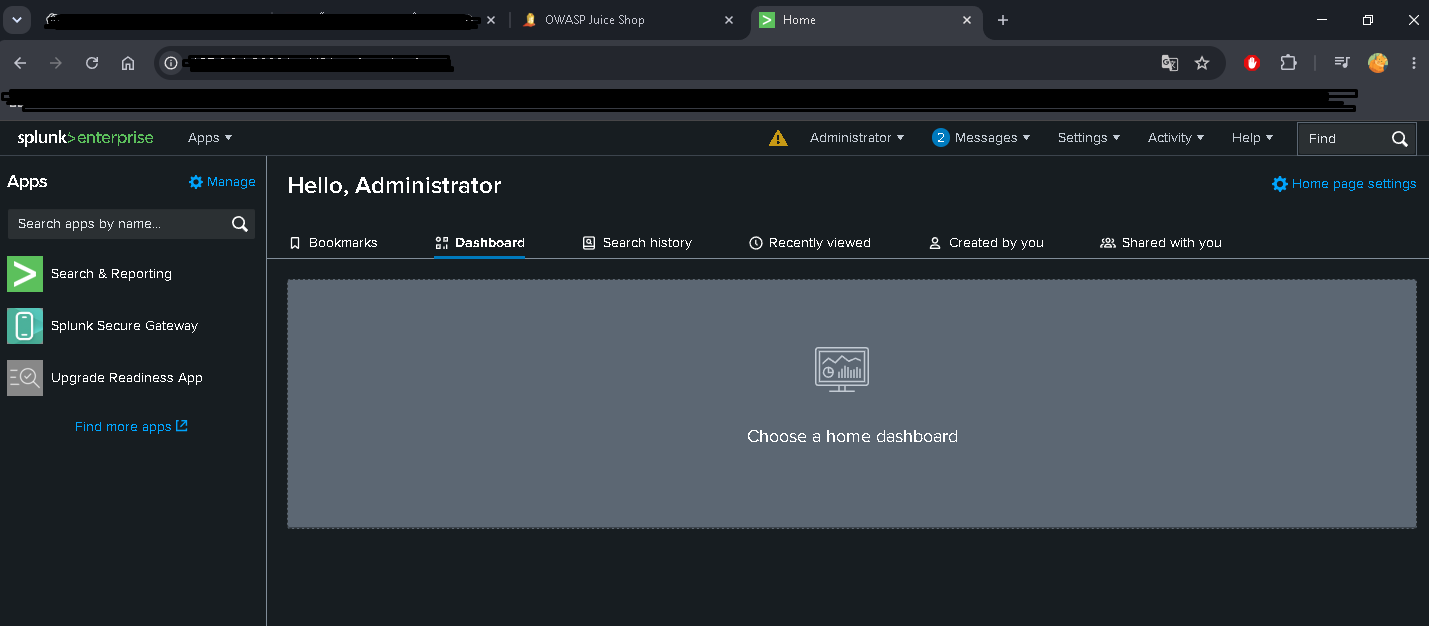 OWASP Juice Shop
Home
splunk>enterprise Apps Administrator 2 Messages Settings Activity Help Find
Apps Manage
Search apps by name...
Search & Reporting
Splunk Secure Gateway
Upgrade Readiness App
Find more apps
Hello, Administrator
Home page settings
Bookmarks Dashboard Search history Recently viewed Created by you Shared with you
Choose a home dashboard